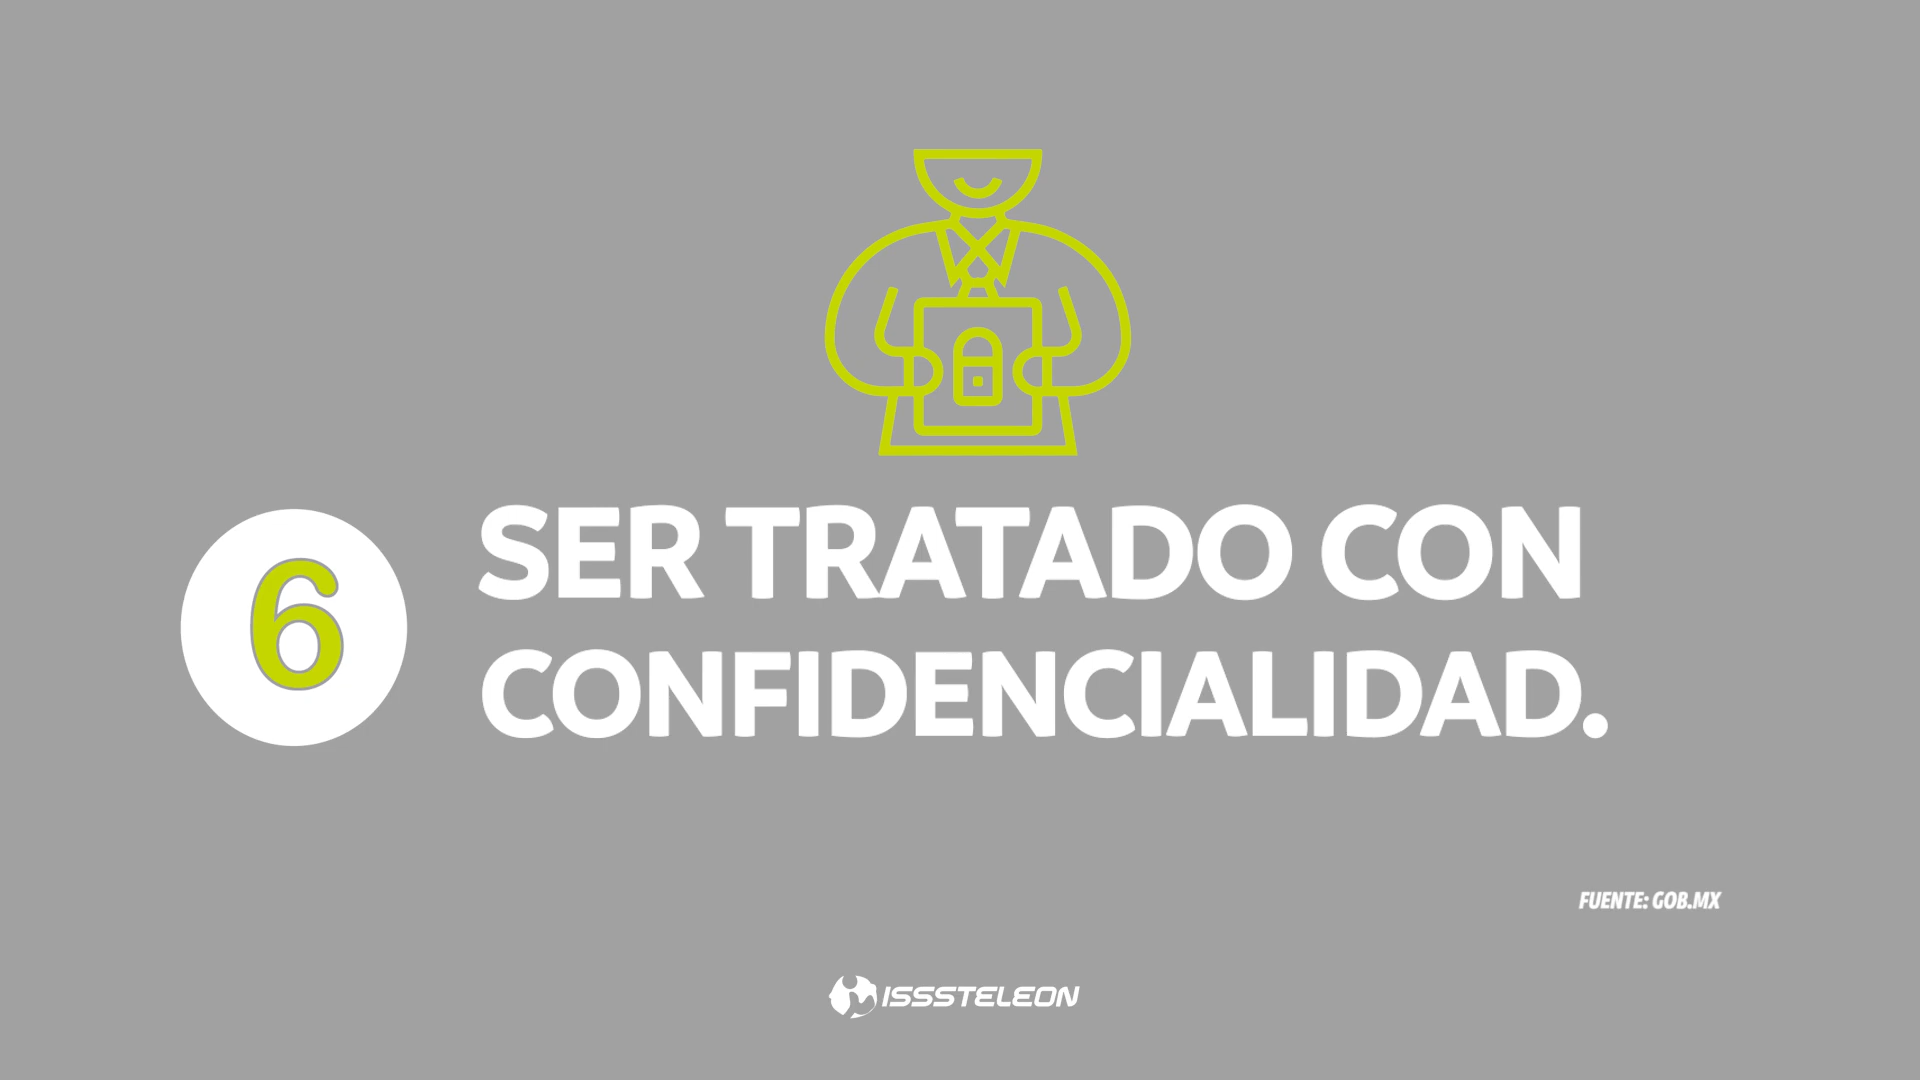 6
SER TRATADO CON
CONFIDENCIALIDAD.
FUENTE: GOB.MX
ISSSTELEON